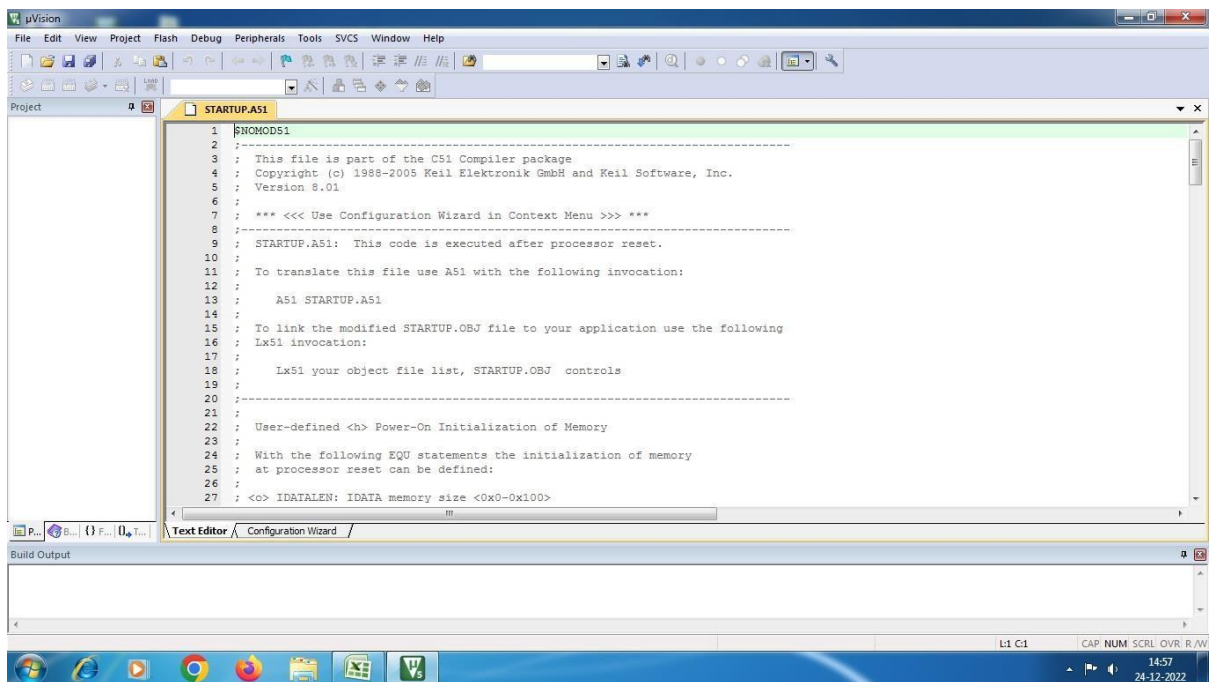 µVision
File Edit View Project Flash Debug Peripherals Tools SVCS Window Help
Project
STARTUP.A51
1 $NOMOD51
2 ;------------------------------------------------------------------------------
3 ;  This file is part of the C51 Compiler package
4 ;  Copyright (c) 1988-2005 Keil Elektronik GmbH and Keil Software, Inc.
5 ;  Version 8.01
6 ;
7 ;  *** <<< Use Configuration Wizard in Context Menu >>> ***
8 ;------------------------------------------------------------------------------
9 ;  STARTUP.A51:  This code is executed after processor reset.
10 ;
11 ;  To translate this file use A51 with the following invocation:
12 ;
13 ;     A51 STARTUP.A51
14 ;
15 ;  To link the modified STARTUP.OBJ file to your application use the following
16 ;  Lx51 invocation:
17 ;
18 ;     Lx51 your object file list, STARTUP.OBJ  controls
19 ;
20 ;------------------------------------------------------------------------------
21 ;
22 ;  User-defined <h> Power-On Initialization of Memory
23 ;
24 ;  With the following EQU statements the initialization of memory
25 ;  at processor reset can be defined:
26 ;
27 ; <o> IDATALEN: IDATA memory size <0x0-0x100>
P... B... {} F... 0 T... Text Editor Configuration Wizard
Build Output
L:1 C:1 CAP NUM SCRL OVR R/W
14:57
24-12-2022